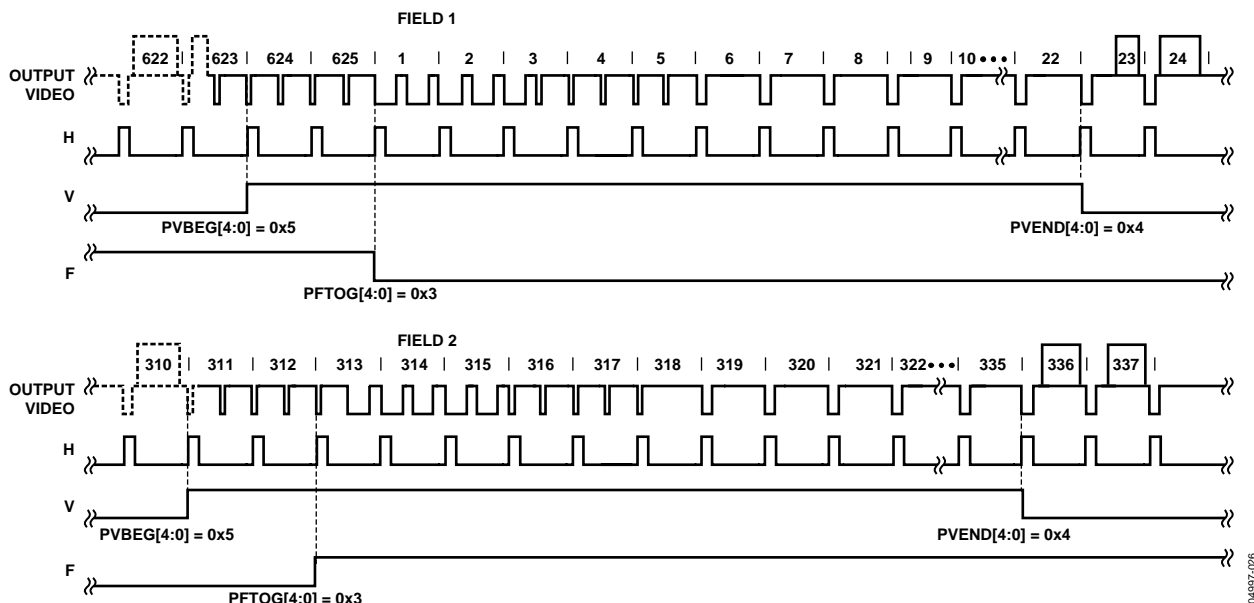 FIELD 1
622 | 623 | 624 | 625 | 1 | 2 | 3 | 4 | 5 | 6 | 7 | 8 | 9 | 10 ••• | 22 | 23 | 24 |
OUTPUT
VIDEO
H
V
PVBEG[4:0] = 0x5
PVEND[4:0] = 0x4
F
PFTOG[4:0] = 0x3
FIELD 2
310 | 311 | 312 | 313 | 314 | 315 | 316 | 317 | 318 | 319 | 320 | 321 | 322 ••• | 335 | 336 | 337 |
OUTPUT
VIDEO
H
V
PVBEG[4:0] = 0x5
PVEND[4:0] = 0x4
F
PFTOG[4:0] = 0x3
04997-026